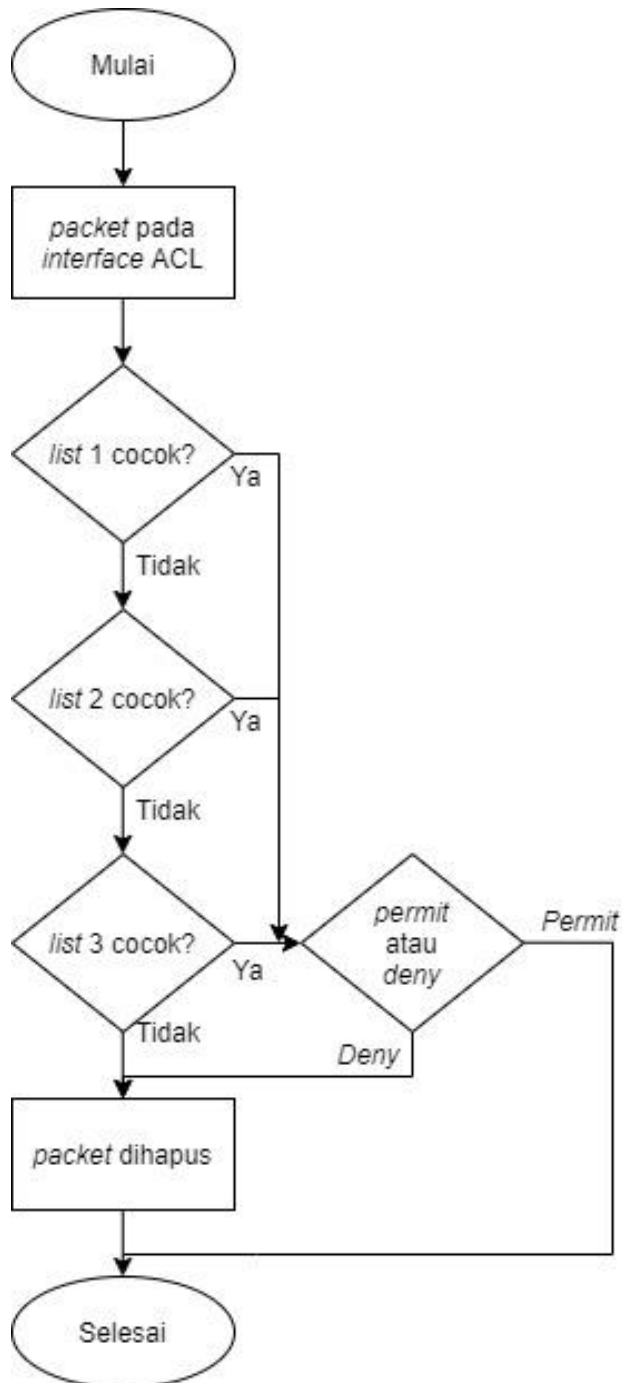 Mulai
packet pada
interface ACL
list 1 cocok?
Ya
Tidak
list 2 cocok?
Ya
Tidak
list 3 cocok?
Ya
permit
atau
deny
Permit
Tidak
Deny
packet dihapus
Selesai